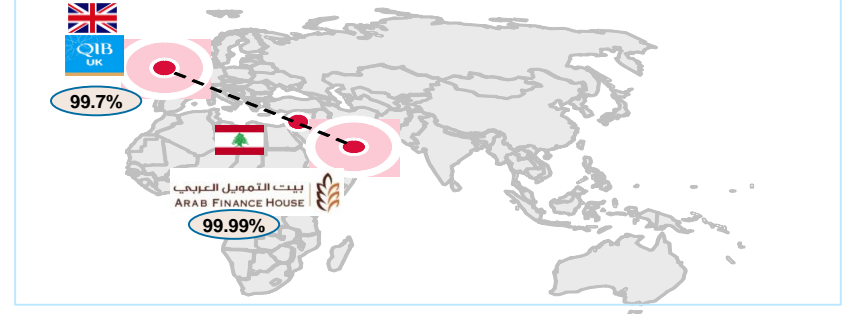 QIB
UK
99.7%
بيت التمويل العربي
ARAB FINANCE HOUSE
99.99%